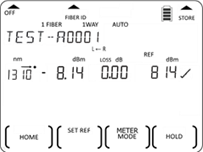 OFF
FIBER ID
STORE
1 FIBER 1WAY AUTO
TEST-A0001
L↔R
REF
nm dBm LOSS dB dBm
1310 - 8.14 0.00 8.14 ✓
HOME SET REF METER MODE HOLD